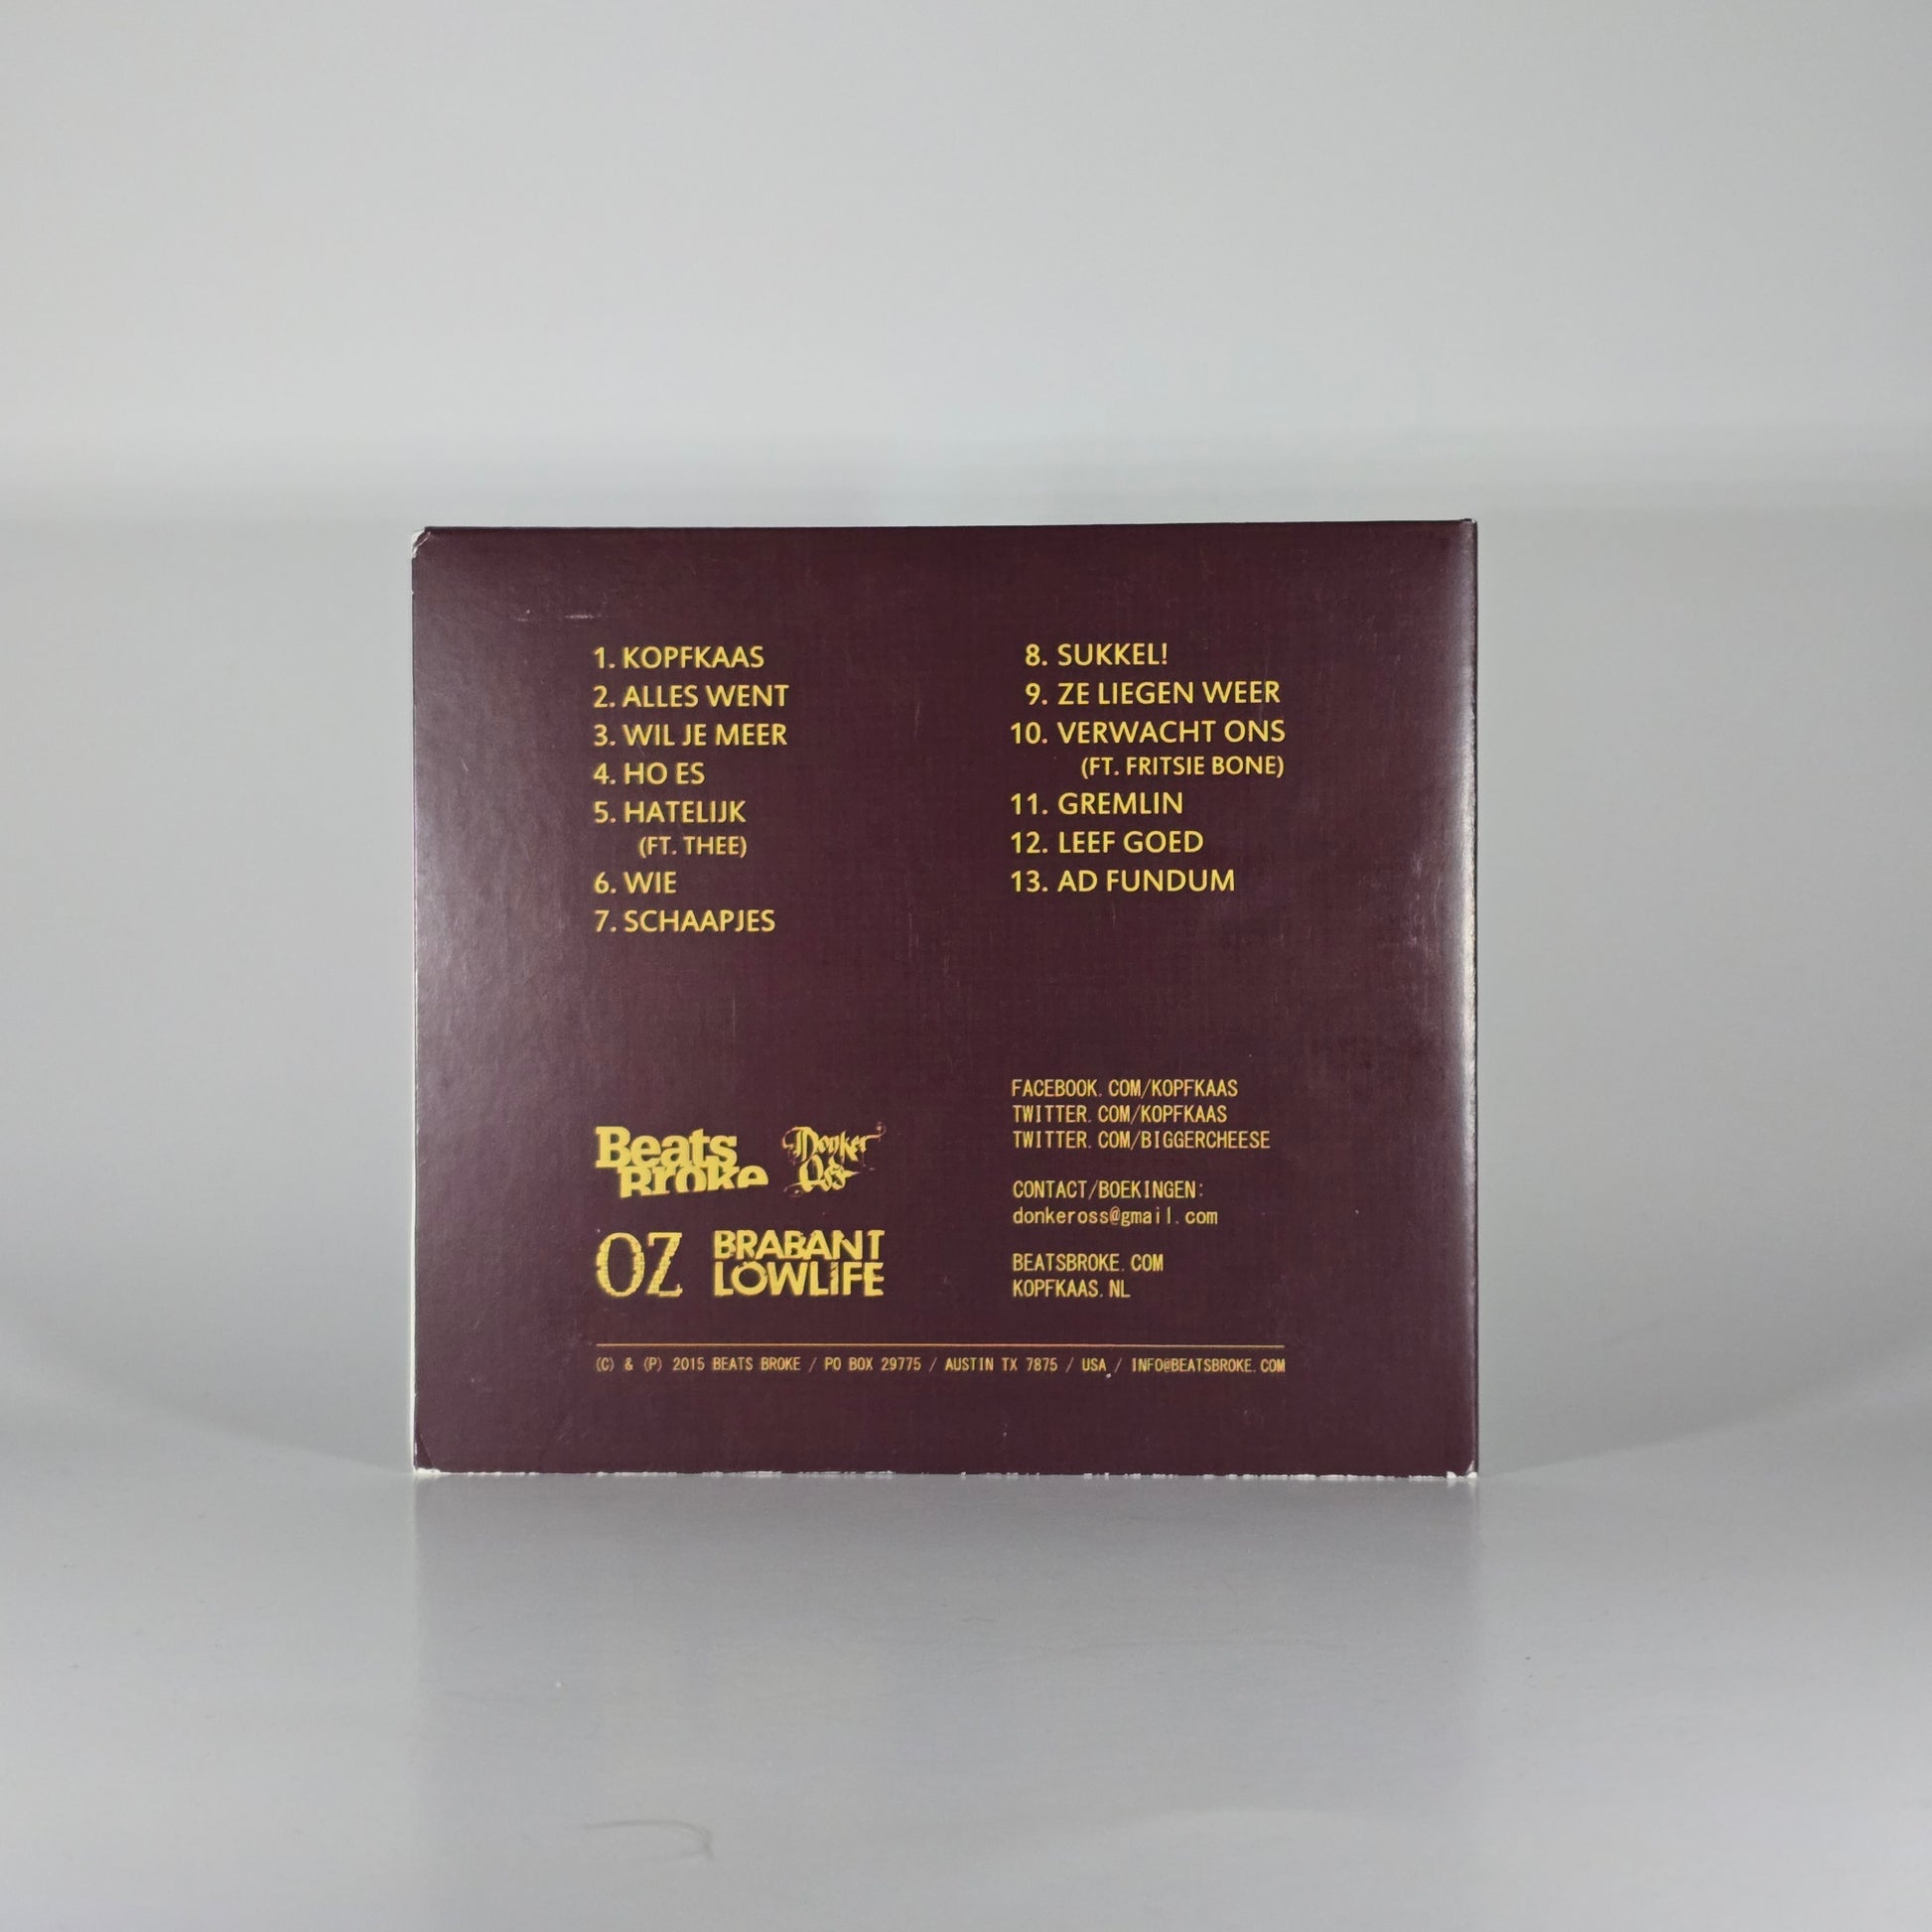 1. KOPFKAAS
2. ALLES WENT
3. WIL JE MEER
4. HO ES
5. HATELIJK
(FT. THEE)
6. WIE
7. SCHAAPJES
8. SUKKEL!
9. ZE LIEGEN WEER
10. VERWACHT ONS
(FT. FRITSIE BONE)
11. GREMLIN
12. LEEF GOED
13. AD FUNDUM
Beats
Broke
Donker
Oss
OZ
BRABANT
LOWLIFE
FACEBOOK.COM/KOPFKAAS
TWITTER.COM/KOPFKAAS
TWITTER.COM/BIGGERCHEESE
CONTACT/BOEKINGEN:
donkeross@gmail.com
BEATSBROKE.COM
KOPFKAAS.NL
(C) & (P) 2015 BEATS BROKE / PO BOX 29775 / AUSTIN TX 7875 / USA / INFO@BEATSBROKE.COM